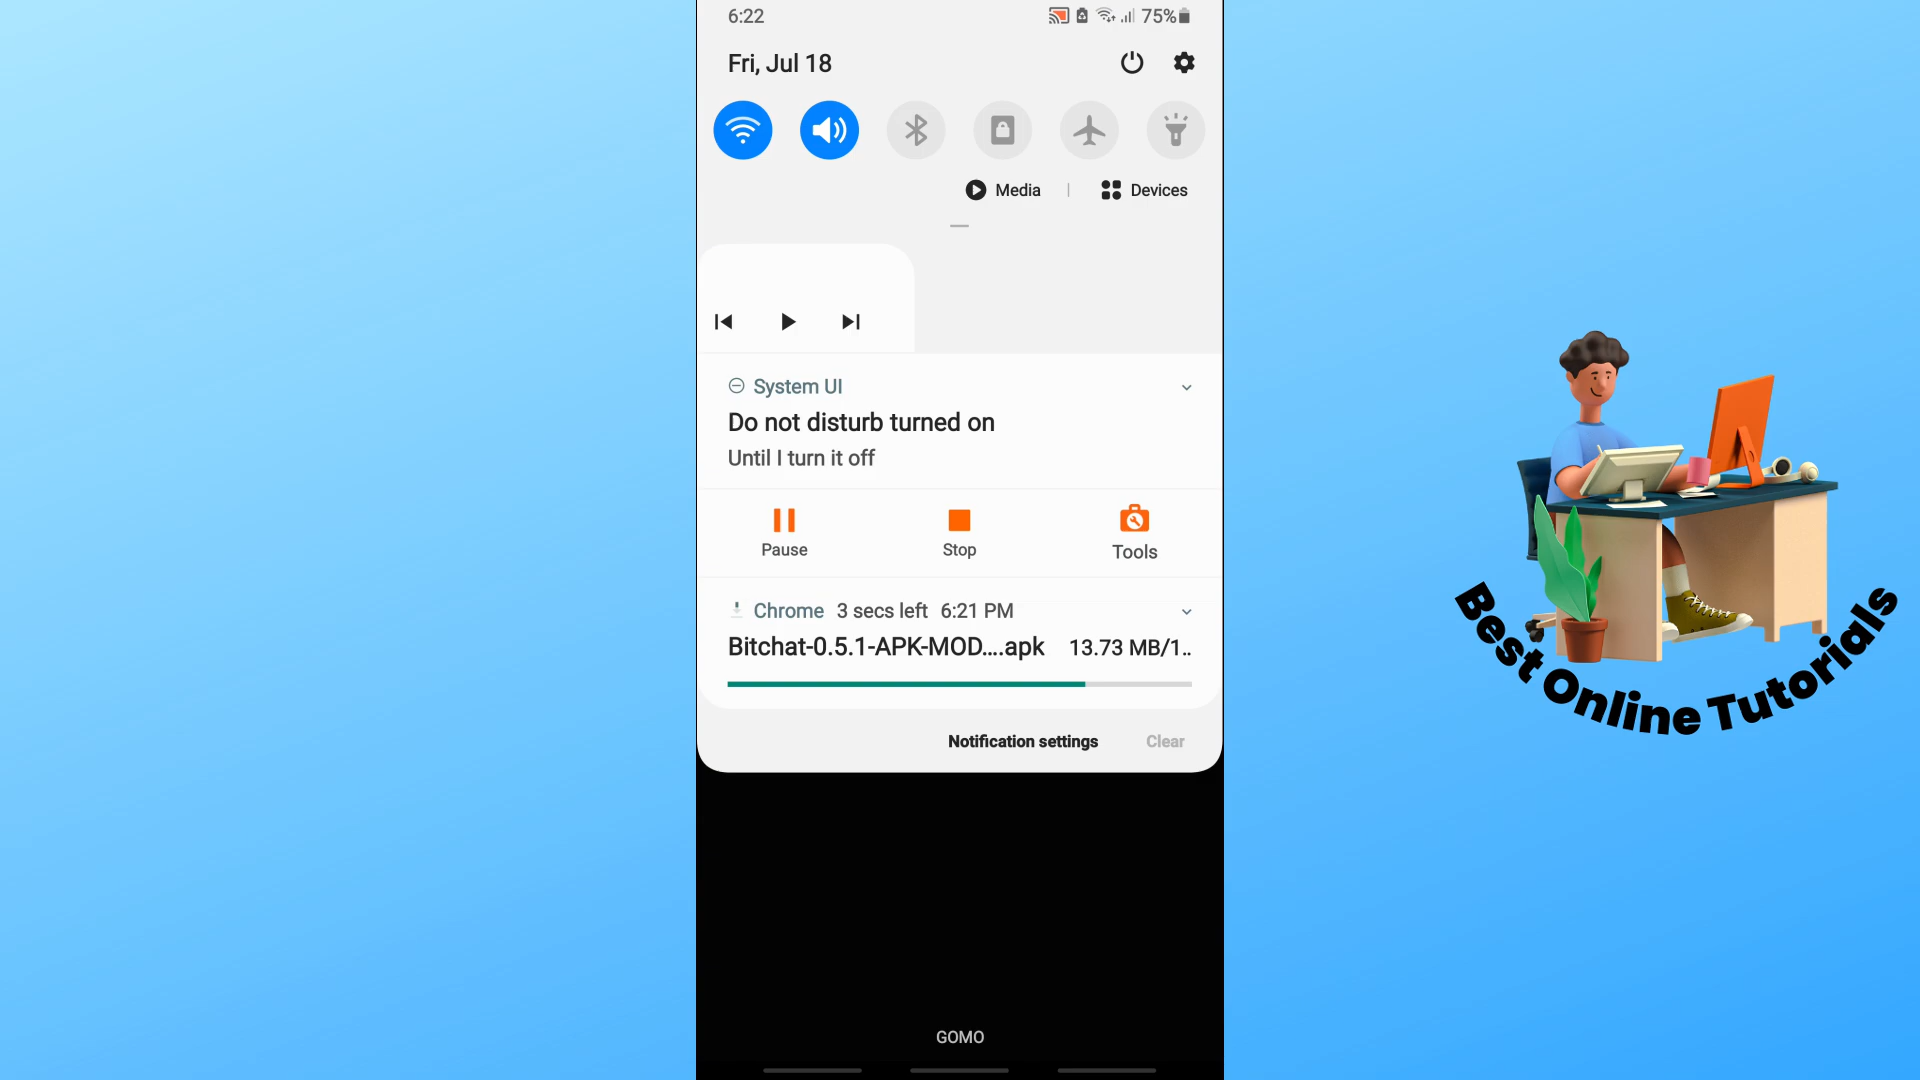 6:22
75%
Fri, Jul 18
Media | Devices
System UI
Do not disturb turned on
Until I turn it off
Pause
Stop
Tools
Chrome 3 secs left 6:21 PM
Bitchat-0.5.1-APK-MOD....apk 13.73 MB/1..
Notification settings
Clear
GOMO
Best Online Tutorials